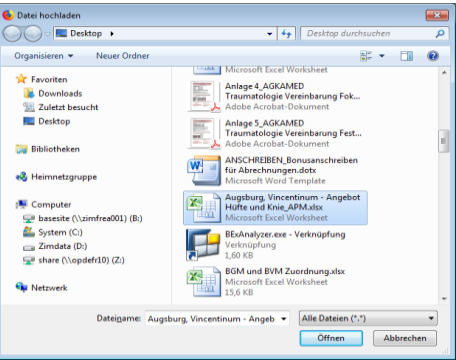 Datei hochladen
Desktop
Desktop durchsuchen
Organisieren
Neuer Ordner
Favoriten
Downloads
Zuletzt besucht
Desktop
Bibliotheken
Heimnetzgruppe
Computer
basesite (\\zimfrea001) (B:)
System (C:)
Zimdata (D:)
share (\\opdefr10) (Z:)
Netzwerk
Microsoft Excel Worksheet
Anlage 4_AGKAMED
Traumatologie Vereinbarung Fok...
Adobe Acrobat-Dokument
Anlage 5_AGKAMED
Traumatologie Vereinbarung Fest...
Adobe Acrobat-Dokument
ANSCHREIBEN_Bonusanschreiben
für Abrechnungen.dotx
Microsoft Word Template
Augsburg, Vincentinum - Angebot
Hüfte und Knie_APM.xlsx
Microsoft Excel Worksheet
BExAnalyzer.exe - Verknüpfung
Verknüpfung
1,60 KB
BGM und BVM Zuordnung.xlsx
Microsoft Excel Worksheet
15,6 KB
Dateiname: Augsburg, Vincentinum - Angeb
Alle Dateien (*.*)
Öffnen
Abbrechen